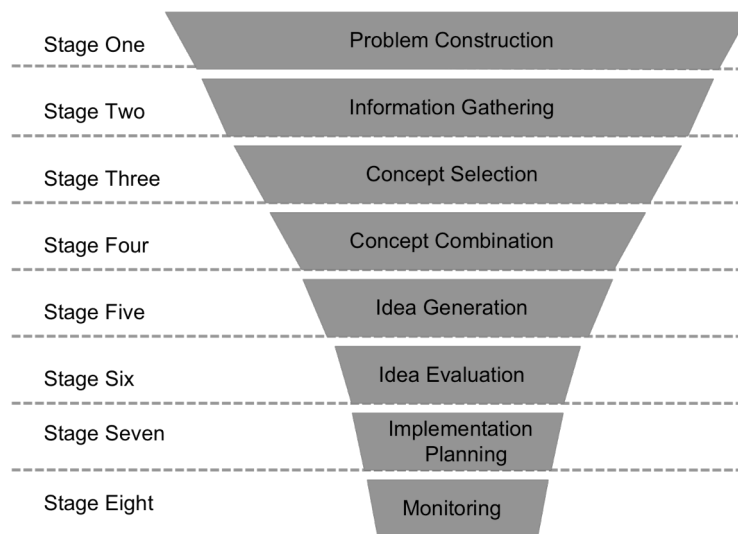 Stage One
Problem Construction
Stage Two
Information Gathering
Stage Three
Concept Selection
Stage Four
Concept Combination
Stage Five
Idea Generation
Stage Six
Idea Evaluation
Stage Seven
Implementation
Planning
Stage Eight
Monitoring